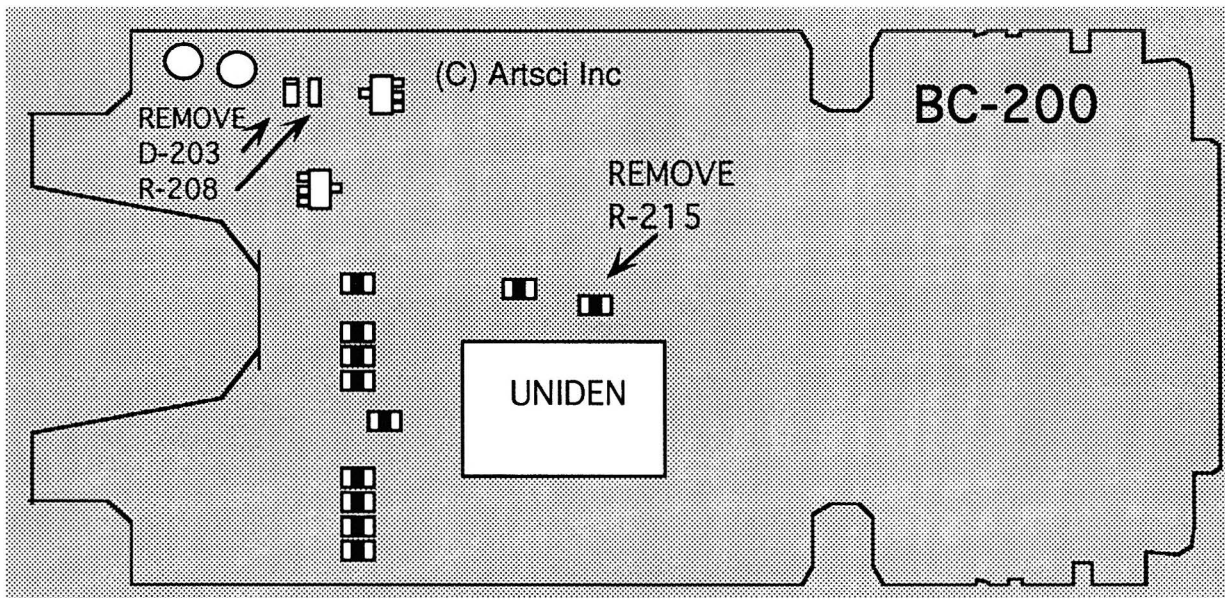 (C) Artsci Inc
BC-200
REMOVE
D-203
R-208
REMOVE
R-215
UNIDEN